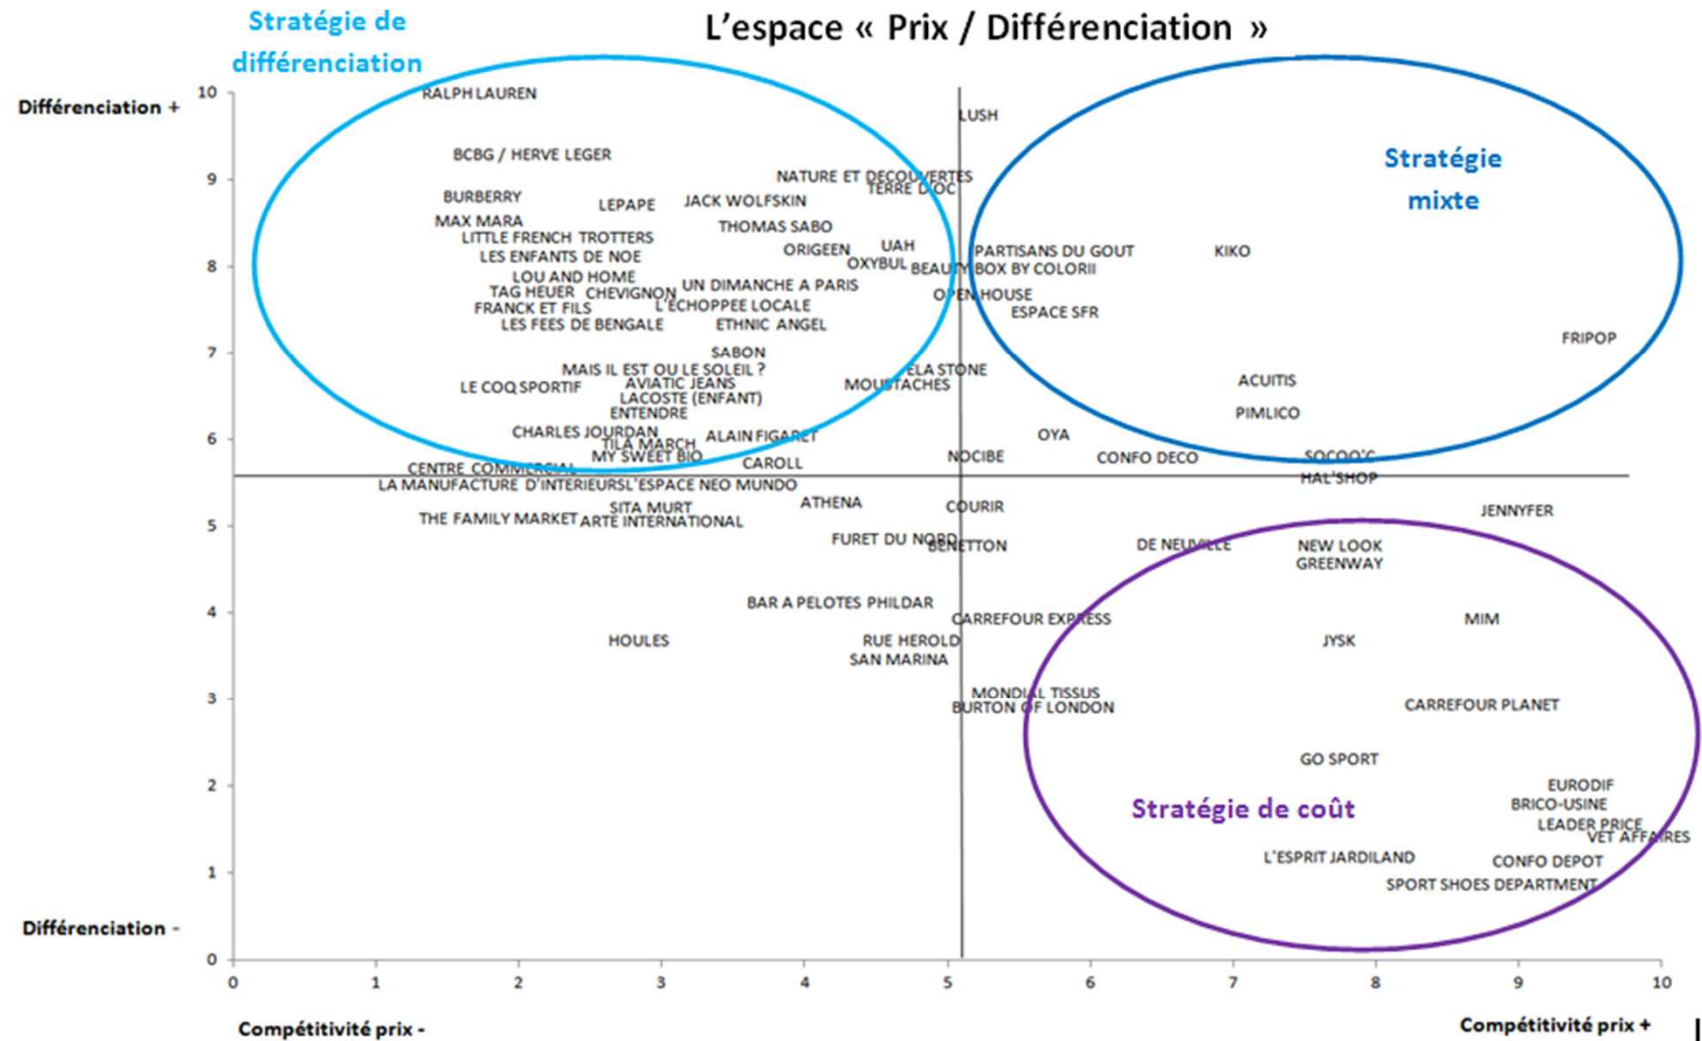 Stratégie de
différenciation
L'espace « Prix / Différenciation »
Différenciation +
10
RALPH LAUREN
LUSH
BCBG / HERVE LEGER
Stratégie
mixte
9
NATURE ET DECOUVERTES
TERRE D'OC
BURBERRY
LEPAPE
JACK WOLFSKIN
MAX MARA
THOMAS SABO
LITTLE FRENCH TROTTERS
ORIGEEN
UAH
PARTISANS DU GOUT
KIKO
LES ENFANTS DE NOE
8
OXYBUL
BEAUTY BOX BY COLORII
LOU AND HOME
UN DIMANCHE A PARIS
TAG HEUER
CHEVIGNON
OPEN HOUSE
FRANCK ET FILS
L'ECHOPPEE LOCALE
ESPACE SFR
LES FEES DE BENGALE
ETHNIC ANGEL
FRIPOP
7
SABON
MAIS IL EST OU LE SOLEIL ?
ELA STONE
LE COQ SPORTIF
AVIATIC JEANS
MOUSTACHES
ACUITIS
LACOSTE (ENFANT)
ENTENDRE
PIMLICO
6
CHARLES JOURDAN
ALAIN FIGARET
OYA
TILA MARCH
MY SWEET BIO
NOCIBE
CONFO DECO
SOCOO'C
CENTRE COMMERCIAL
CAROLL
HAL'SHOP
LA MANUFACTURE D'INTERIEURS
L'ESPACE NEO MUNDO
SITA MURT
ATHENA
COURIR
JENNYFER
5
THE FAMILY MARKET
ARTE INTERNATIONAL
FURET DU NORD
BENETTON
DE NEUVILLE
NEW LOOK
GREENWAY
4
BAR A PELOTES PHILDAR
CARREFOUR EXPRESS
MIM
HOULES
RUE HEROLD
JYSK
SAN MARINA
3
MONDIAL TISSUS
BURTON OF LONDON
CARREFOUR PLANET
GO SPORT
2
EURODIF
Stratégie de coût
BRICO-USINE
LEADER PRICE
VET AFFAIRES
1
L'ESPRIT JARDILAND
CONFO DEPOT
SPORT SHOES DEPARTMENT
Différenciation -
0
0 1 2 3 4 5 6 7 8 9 10
Compétitivité prix -
Compétitivité prix +